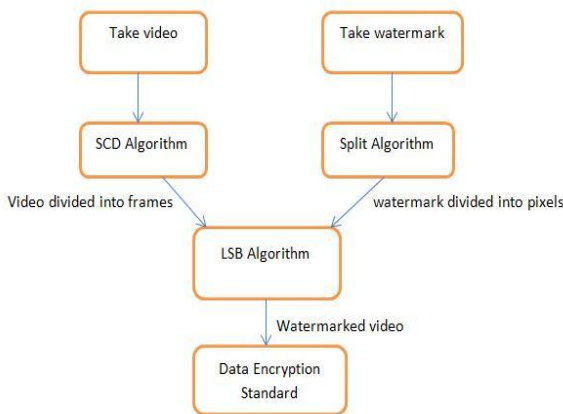 Take video
Take watermark
SCD Algorithm
Split Algorithm
Video divided into frames
watermark divided into pixels
LSB Algorithm
Watermarked video
Data Encryption
Standard